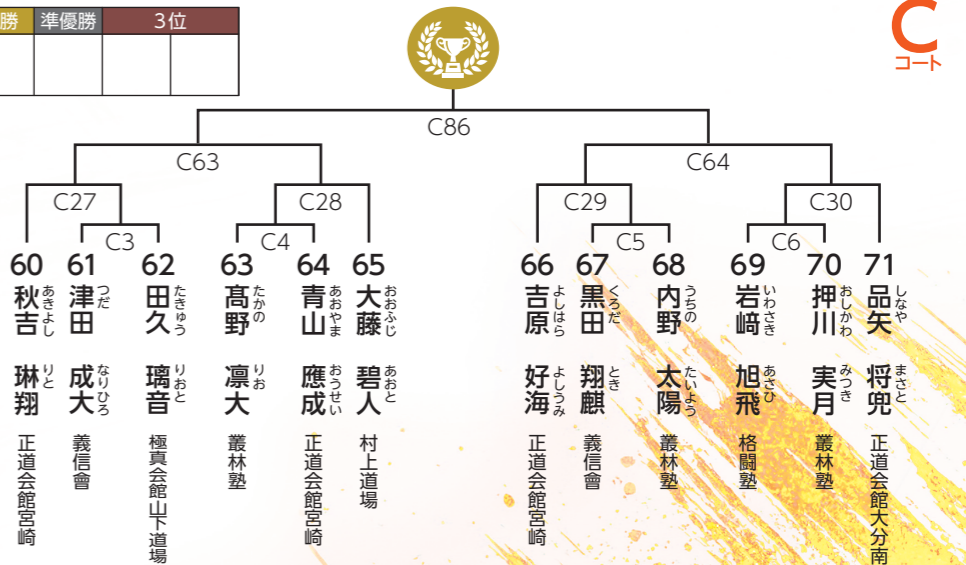 勝 準優勝 3位
C
コート
C86
C63 C64
C27 C28 C29 C30
C3 C4 C5 C6
60 61 62 63 64 65 66 67 68 69 70 71
秋吉 琳翔 正道会館宮崎
あきよし りと
津田 成大 義信會
つだ なりひろ
田久 璃音 極真会館山下道場
たきゅう りおと
髙野 凛大 叢林塾
たかの りお
青山 應成 正道会館宮崎
あおやま おうせい
大藤 碧人 村上道場
おおふじ あおと
吉原 好海 正道会館宮崎
よしはら よしうみ
黒田 翔麒 義信會
くろだ とき
内野 太陽 叢林塾
うちの たいよう
岩﨑 旭飛 格闘塾
いわさき あさひ
押川 実月 叢林塾
おしかわ みつき
品矢 将兜 正道会館大分南
しなや まさと